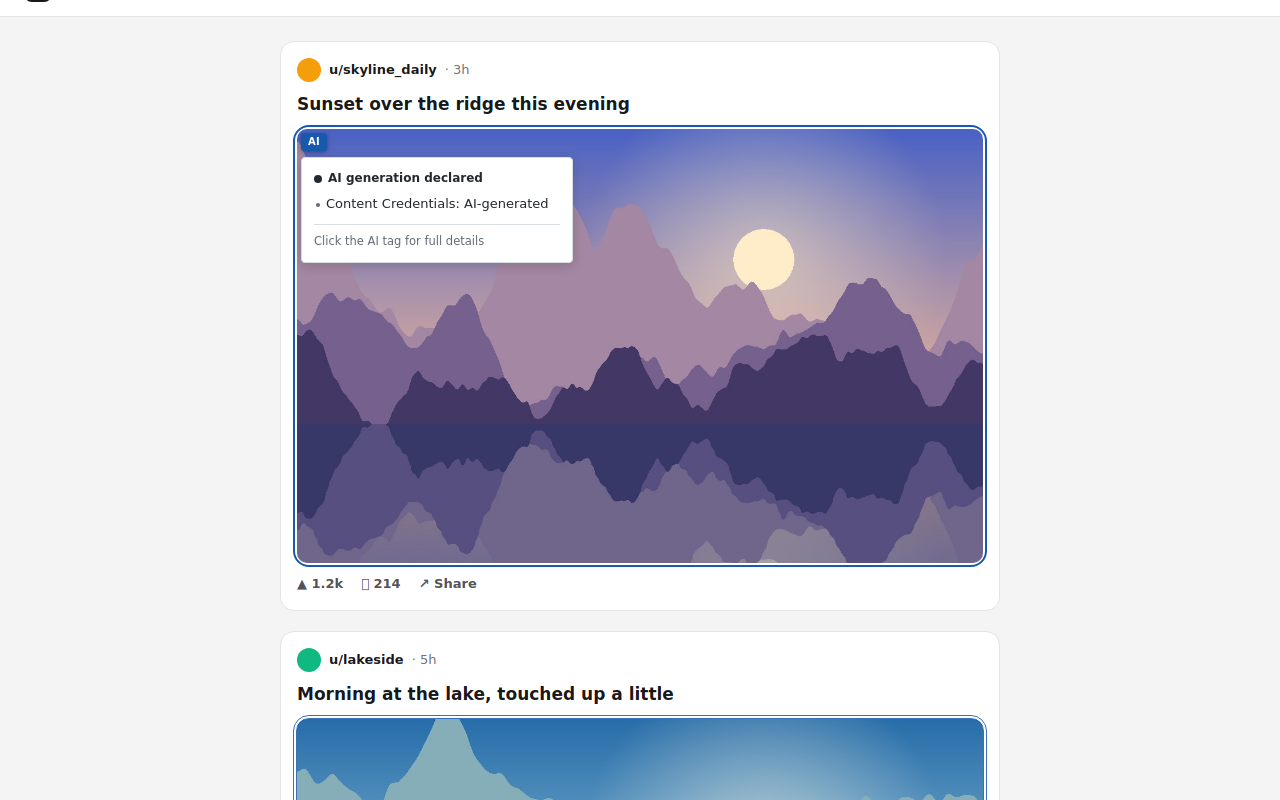 u/skyline_daily · 3h
Sunset over the ridge this evening
AI
AI generation declared
Content Credentials: AI-generated
Click the AI tag for full details
▲ 1.2k 214 ↗ Share
u/lakeside · 5h
Morning at the lake, touched up a little